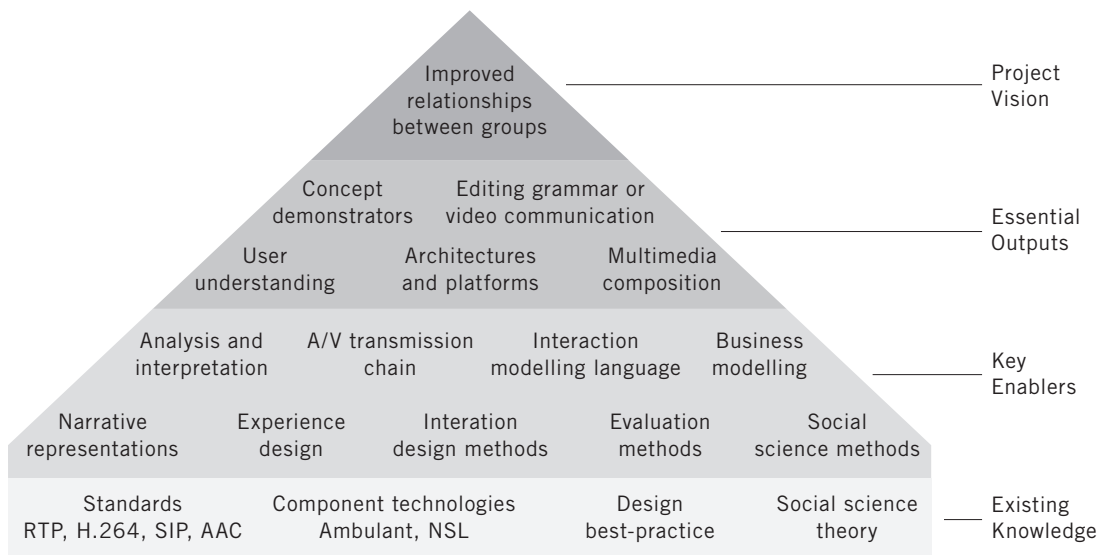 Improved
relationships
between groups
Project
Vision
Concept
demonstrators
Editing grammar or
video communication
User
understanding
Architectures
and platforms
Multimedia
composition
Essential
Outputs
Analysis and
interpretation
A/V transmission
chain
Interaction
modelling language
Business
modelling
Narrative
representations
Experience
design
Interation
design methods
Evaluation
methods
Social
science methods
Key
Enablers
Standards
RTP, H.264, SIP, AAC
Component technologies
Ambulant, NSL
Design
best-practice
Social science
theory
Existing
Knowledge